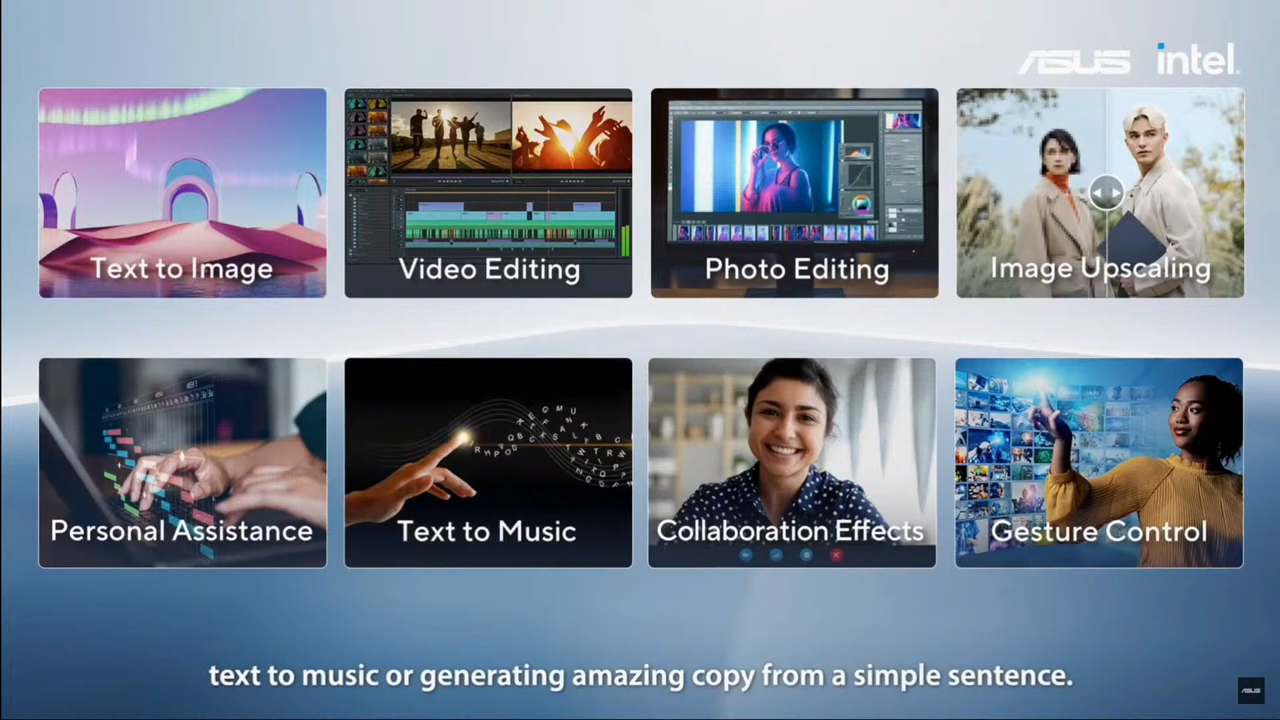 ASUS intel.
Text to Image
Video Editing
Photo Editing
Image Upscaling
Personal Assistance
Text to Music
Collaboration Effects
Gesture Control
text to music or generating amazing copy from a simple sentence.
ASUS